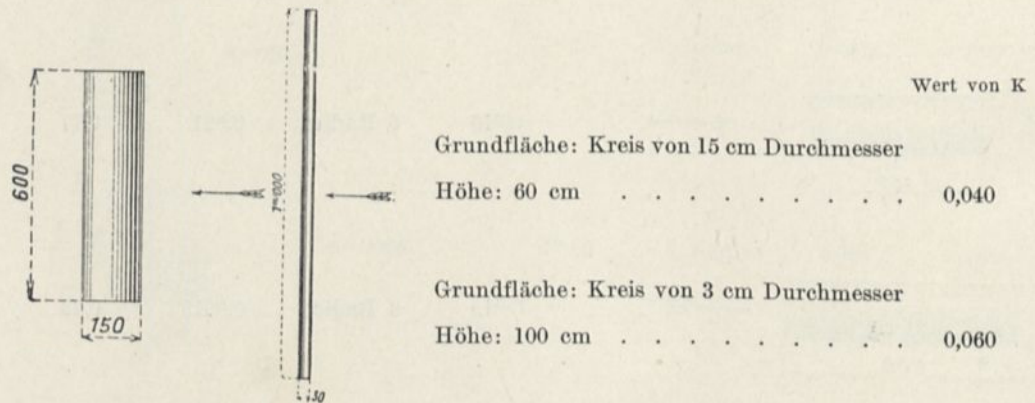 Wert von K
Grundfläche: Kreis von 15 cm Durchmesser
Höhe: 60 cm . . . . . . . . . 0,040
Grundfläche: Kreis von 3 cm Durchmesser
Höhe: 100 cm . . . . . . . . . . 0,060
600
150
1ᵐ000
30